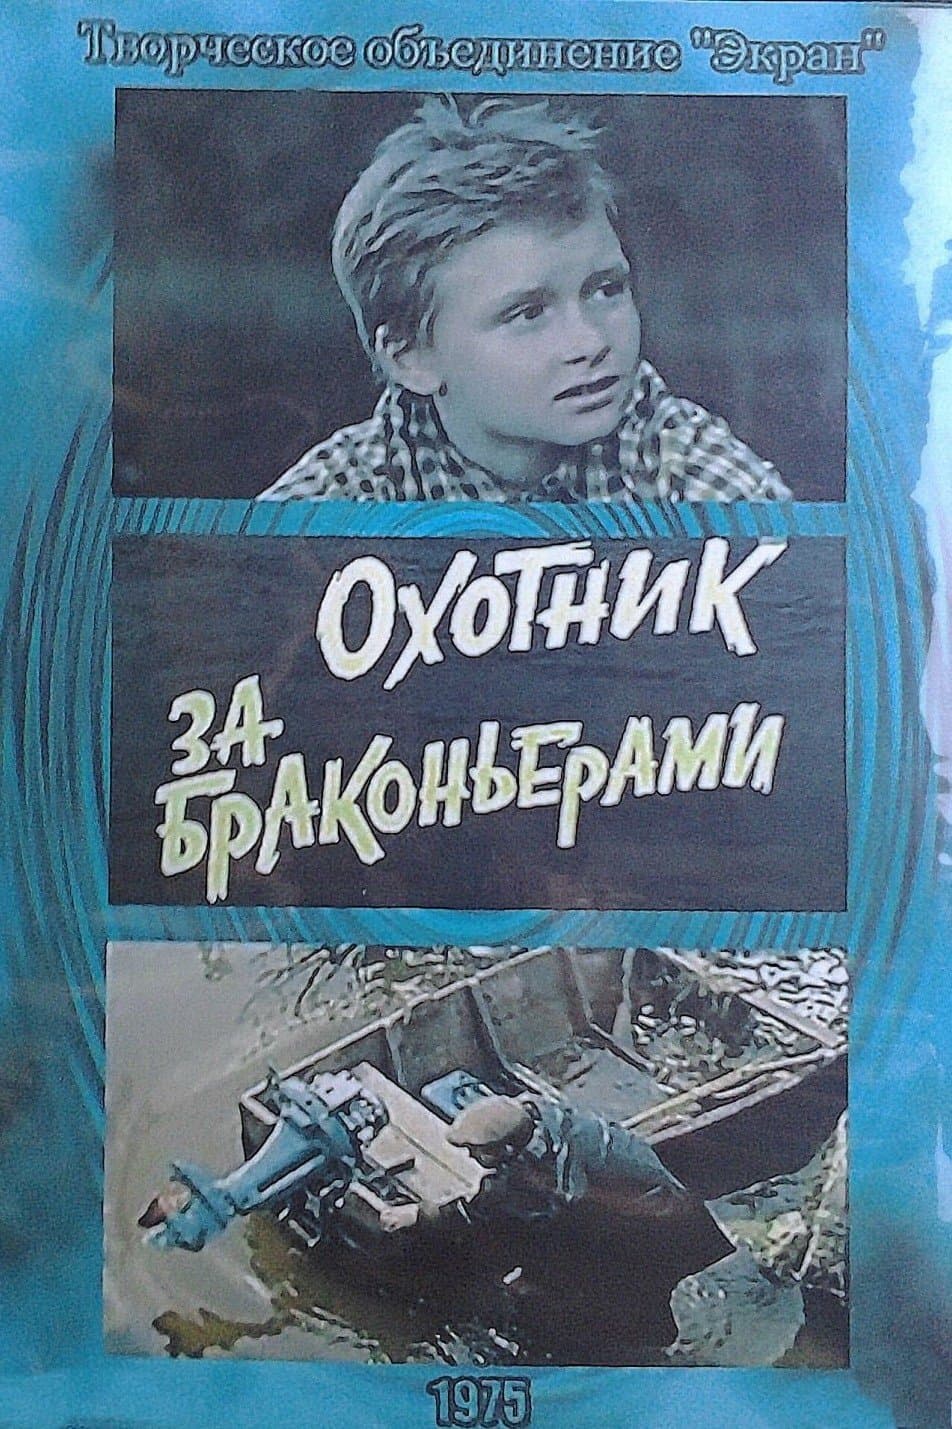 Творческое объединение "Экран"
Охотник
за
браконьерами
1975